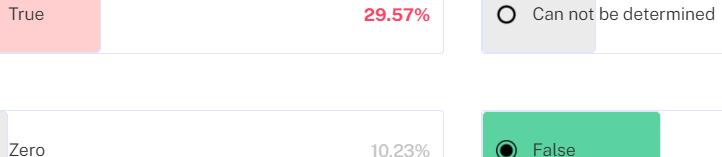 True 29.57% Can not be determined
Zero 10.23% False